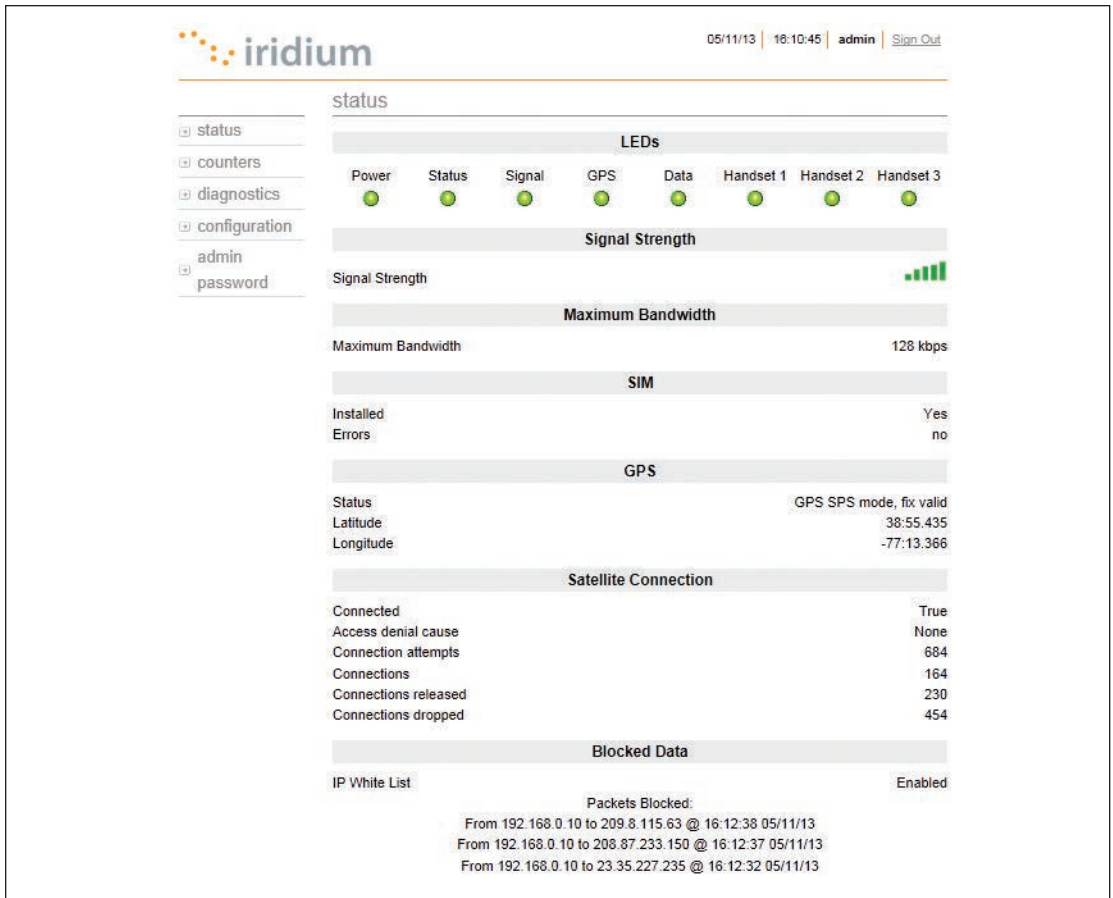 iridium
05/11/13 16:10:45 admin Sign Out
status
status
counters
diagnostics
configuration
admin
password
LEDs
Power Status Signal GPS Data Handset 1 Handset 2 Handset 3
Signal Strength
Signal Strength
Maximum Bandwidth
Maximum Bandwidth 128 kbps
SIM
Installed Yes
Errors no
GPS
Status GPS SPS mode, fix valid
Latitude 38:55.435
Longitude -77:13.366
Satellite Connection
Connected True
Access denial cause None
Connection attempts 684
Connections 164
Connections released 230
Connections dropped 454
Blocked Data
IP White List Enabled
Packets Blocked:
From 192.168.0.10 to 209.8.115.63 @ 16:12:38 05/11/13
From 192.168.0.10 to 208.87.233.150 @ 16:12:37 05/11/13
From 192.168.0.10 to 23.35.227.235 @ 16:12:32 05/11/13